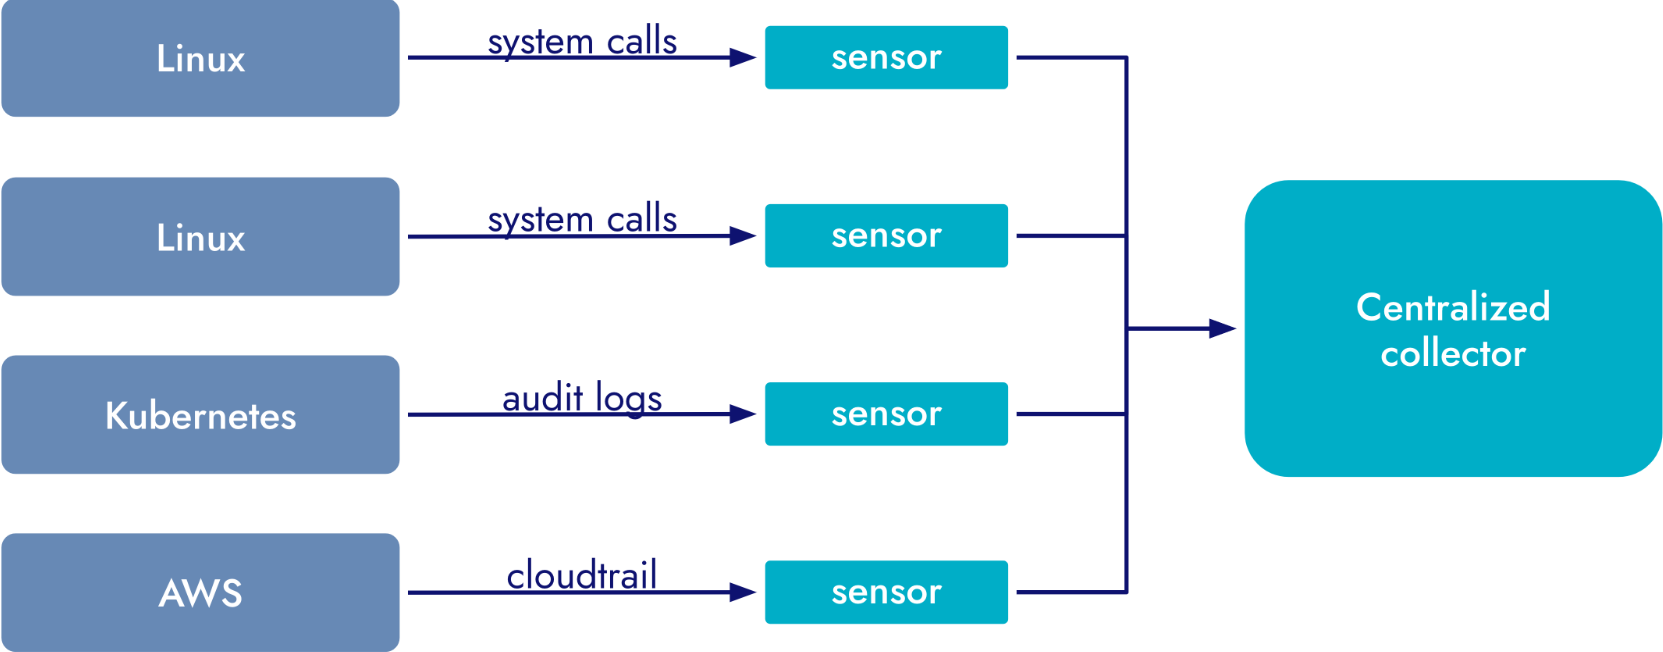 Linux
system calls
sensor
Linux
system calls
sensor
Centralized
collector
Kubernetes
audit logs
sensor
AWS
cloudtrail
sensor